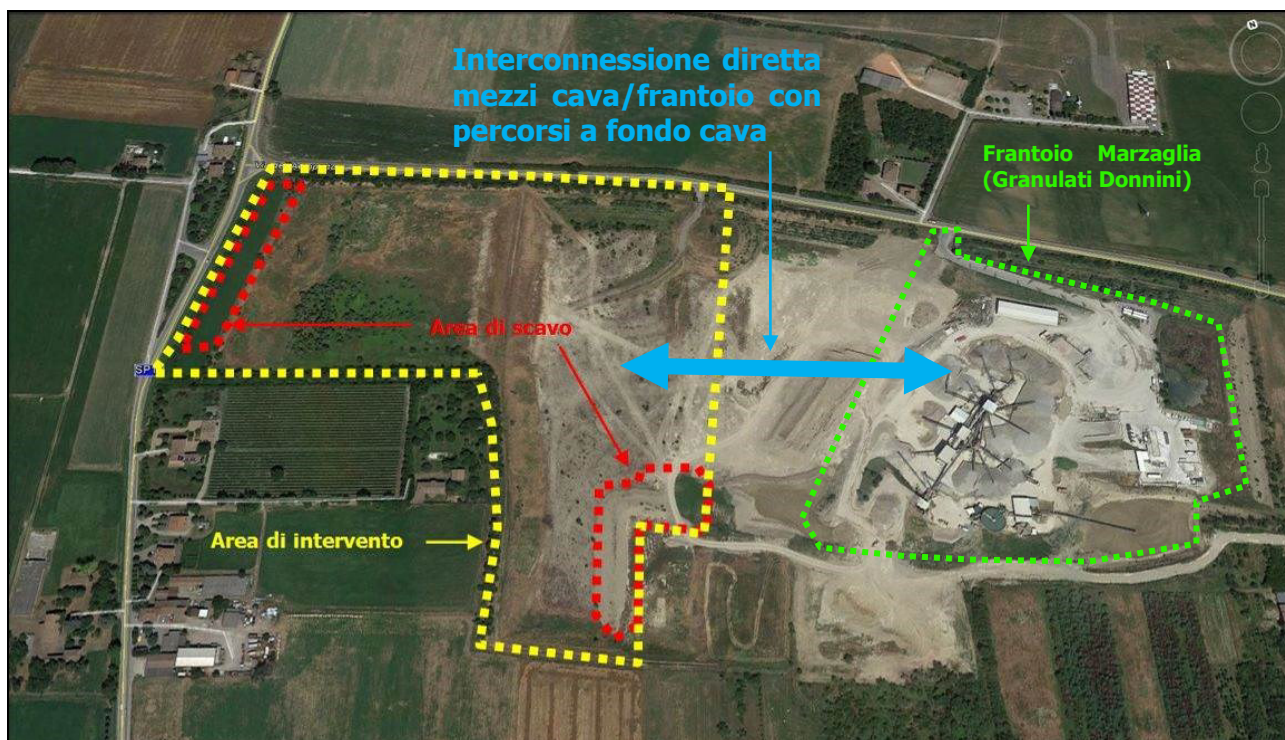 Interconnessione diretta
mezzi cava/frantoio con
percorsi a fondo cava
Frantoio Marzaglia
(Granulati Donnini)
Area di scavo
SP
Area di intervento
N